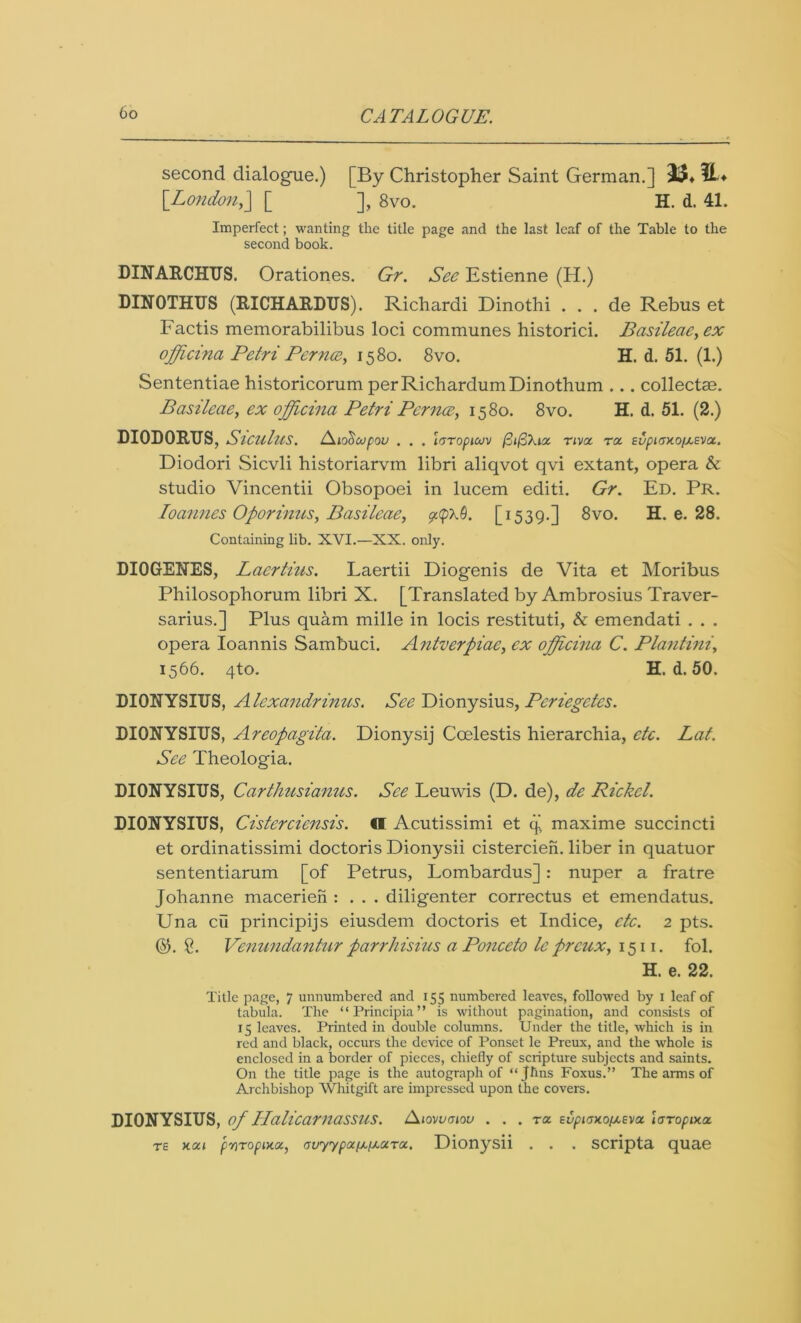 60 CATALOGUE.
second dialogue.) [By Christopher Saint German.] B. L.
[London,] [ ], 8vo. H. d. 41.
Imperfect; wanting the title page and the last leaf of the Table to the
second book.
DINARCHUS. Orationes. Gr. See Estienne (H.)
DINOTHUS (RICHARDUS). Richardi Dinothi . . . de Rebus et
Factis memorabilibus loci communes historici. Basileae, ex
officina Petri Pernæ, 1580. 8vo. H. d. 51. (1.)
Sententiae historicorum per Richardum Dinothum ... collectæ.
Basileae, ex officina Petri Pernæ, 1580. 8vo. H. d. 51. (2.)
DIODORUS, Siculus. Διοδωρου . . . ἱστοριων βιβλια τινα τα εὑρισκομενα.
Diodori Sicvli historiarvm libri aliqvot qvi extant, opera &
studio Vincentii Obsopoei in lucem editi. Gr. ED. PR.
Ioannes Oporinus, Basileae, ͵αφλθ. [1539.] 8vo. H. e. 28.
Containing lib. XVI.—XX. only.
DIOGENES, Laertius. Laertii Diogenis de Vita et Moribus
Philosophorum libri X. [Translated by Ambrosius Traver-
sarius.] Plus quàm mille in locis restituti, & emendati . . .
opera Ioannis Sambuci. Antverpiae, ex officina C. Plantini,
1566. 4to. H. d. 50.
DIONYSIUS, Alexandrinus. See Dionysius, Periegetes.
DIONYSIUS, Areopagita. Dionysij Cœlestis hierarchia, etc. Lat.
See Theologia.
DIONYSIUS, Carthusianus. See Leuwis (D. de), de Rickel.
DIONYSIUS, Cisterciensis. ⁌ Acutissimi et ꝗ maxime succincti
et ordinatissimi doctoris Dionysii cistercieñ. liber in quatuor
sententiarum [of Petrus, Lombardus] : nuper a fratre
Johanne macerieñ : . . . diligenter correctus et emendatus.
Una cū principijs eiusdem doctoris et Indice, etc. 2 pts.
G. L. Venundantur parrhisius a Ponceto le preux, 1511. fol.
H. e. 22.
Title page, 7 unnumbered and 155 numbered leaves, followed by 1 leaf of
tabula. The “Principia” is without pagination, and consists of
15 leaves. Printed in double columns. Under the title, which is in
red and black, occurs the device of Ponset le Preux, and the whole is
enclosed in a border of pieces, chiefly of scripture subjects and saints.
On the title page is the autograph of “Jħns Foxus.” The arms of
Archbishop Whitgift are impressed upon the covers.
DIONYSIUS, of Halicarnassus. Διονυσιου . . . τα εὑρισκομενα ἱστορικα
τε και ῥητορικα, συγγραμματα. Dionysii . . . scripta quae